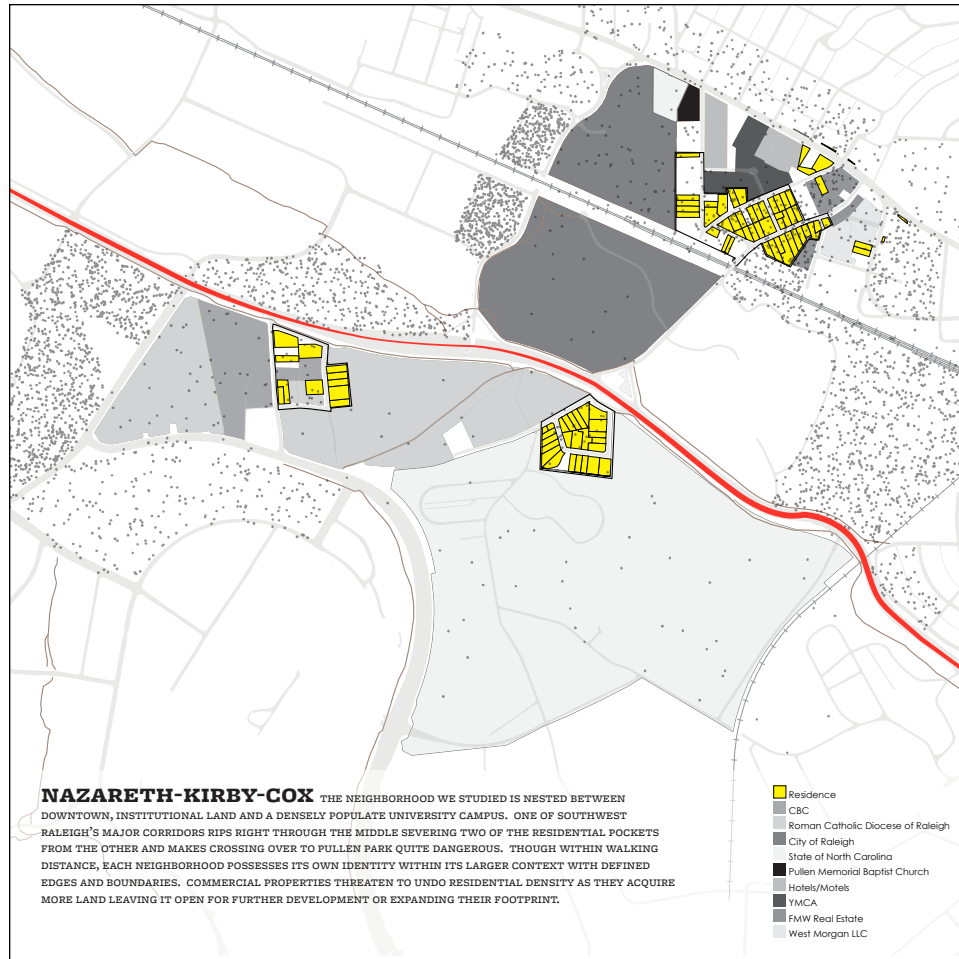 NAZARETH-KIRBY-COX THE NEIGHBORHOOD WE STUDIED IS NESTED BETWEEN
DOWNTOWN, INSTITUTIONAL LAND AND A DENSELY POPULATE UNIVERSITY CAMPUS. ONE OF SOUTHWEST
RALEIGH'S MAJOR CORRIDORS RIPS RIGHT THROUGH THE MIDDLE SEVERING TWO OF THE RESIDENTIAL POCKETS
FROM THE OTHER AND MAKES CROSSING OVER TO PULLEN PARK QUITE DANGEROUS. THOUGH WITHIN WALKING
DISTANCE, EACH NEIGHBORHOOD POSSESSES ITS OWN IDENTITY WITHIN ITS LARGER CONTEXT WITH DEFINED
EDGES AND BOUNDARIES. COMMERCIAL PROPERTIES THREATEN TO UNDO RESIDENTIAL DENSITY AS THEY ACQUIRE
MORE LAND LEAVING IT OPEN FOR FURTHER DEVELOPMENT OR EXPANDING THEIR FOOTPRINT.
Residence
CBC
Roman Catholic Diocese of Raleigh
City of Raleigh
State of North Carolina
Pullen Memorial Baptist Church
Hotels/Motels
YMCA
FMW Real Estate
West Morgan LLC